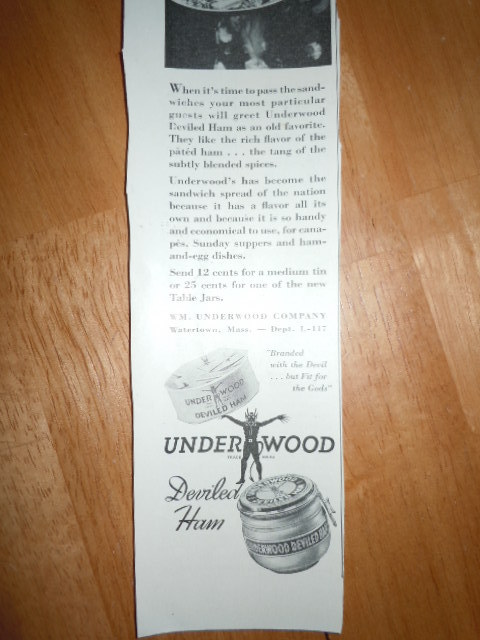 When it's time to pass the sand-
wiches your most particular
guests will greet Underwood
Deviled Ham as an old favorite.
They like the rich flavor of the
pâtéd ham . . . the tang of the
subtly blended spices.
Underwood's has become the
sandwich spread of the nation
because it has a flavor all its
own and because it is so handy
and economical to use, for cana-
pés, Sunday suppers and ham-
and-egg dishes.
Send 12 cents for a medium tin
or 25 cents for one of the new
Table Jars.
WM. UNDERWOOD COMPANY
Watertown, Mass. — Dept. L-117
"Branded
with the Devil
. . . but Fit for
the Gods"
UNDERWOOD
DEVILED HAM
UNDERWOOD
TRADE MARK
Deviled
Ham
UNDERWOOD DEVILED